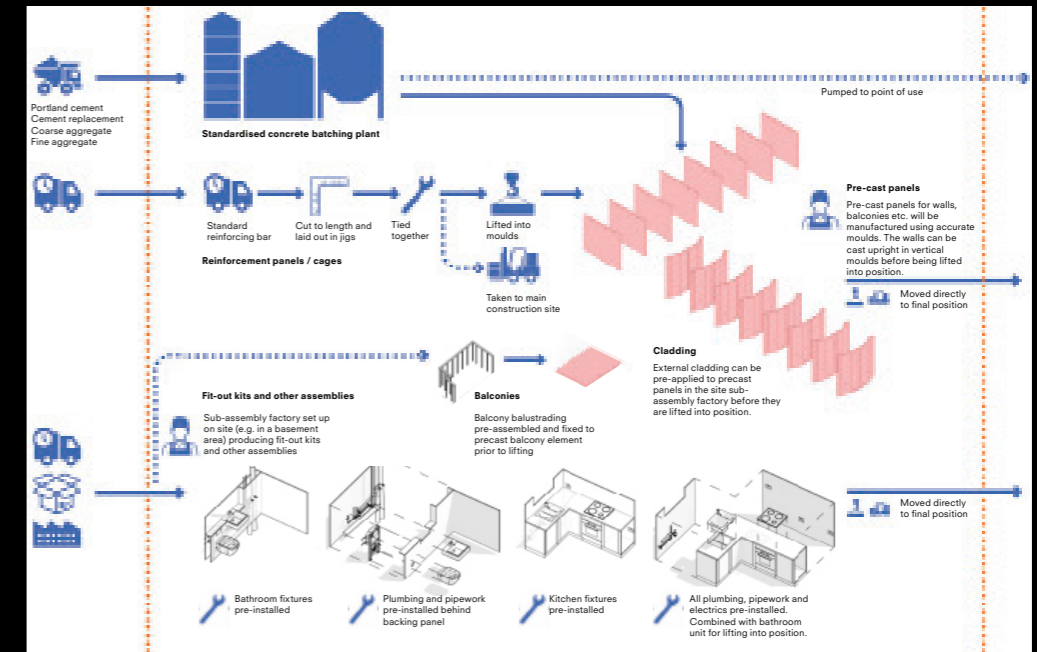 Portland cement
Cement replacement
Coarse aggregate
Fine aggregate
Standardised concrete batching plant
Pumped to point of use
Standard
reinforcing bar
Cut to length and
laid out in jigs
Tied
together
Lifted into
moulds
Reinforcement panels / cages
Taken to main
construction site
Pre-cast panels
Pre-cast panels for walls,
balconies etc. will be
manufactured using accurate
moulds. The walls can be
cast upright in vertical
moulds before being lifted
into position.
Moved directly
to final position
Cladding
External cladding can be
pre-applied to precast
panels in the site sub-
assembly factory before they
are lifted into position.
Fit-out kits and other assemblies
Sub-assembly factory set up
on site (e.g. in a basement
area) producing fit-out kits
and other assemblies
Balconies
Balcony balustrading
pre-assembled and fixed to
precast balcony element
prior to lifting
Moved directly
to final position
Bathroom fixtures
pre-installed
Plumbing and pipework
pre-installed behind
backing panel
Kitchen fixtures
pre-installed
All plumbing, pipework and
electrics pre-installed.
Combined with bathroom
unit for lifting into position.